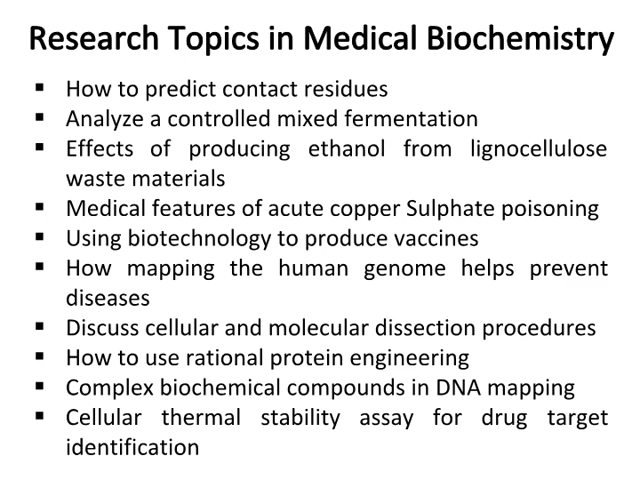 Research Topics in Medical Biochemistry
▪ How to predict contact residues
▪ Analyze a controlled mixed fermentation
▪ Effects of producing ethanol from lignocellulose
waste materials
▪ Medical features of acute copper Sulphate poisoning
▪ Using biotechnology to produce vaccines
▪ How mapping the human genome helps prevent
diseases
▪ Discuss cellular and molecular dissection procedures
▪ How to use rational protein engineering
▪ Complex biochemical compounds in DNA mapping
▪ Cellular thermal stability assay for drug target
identification